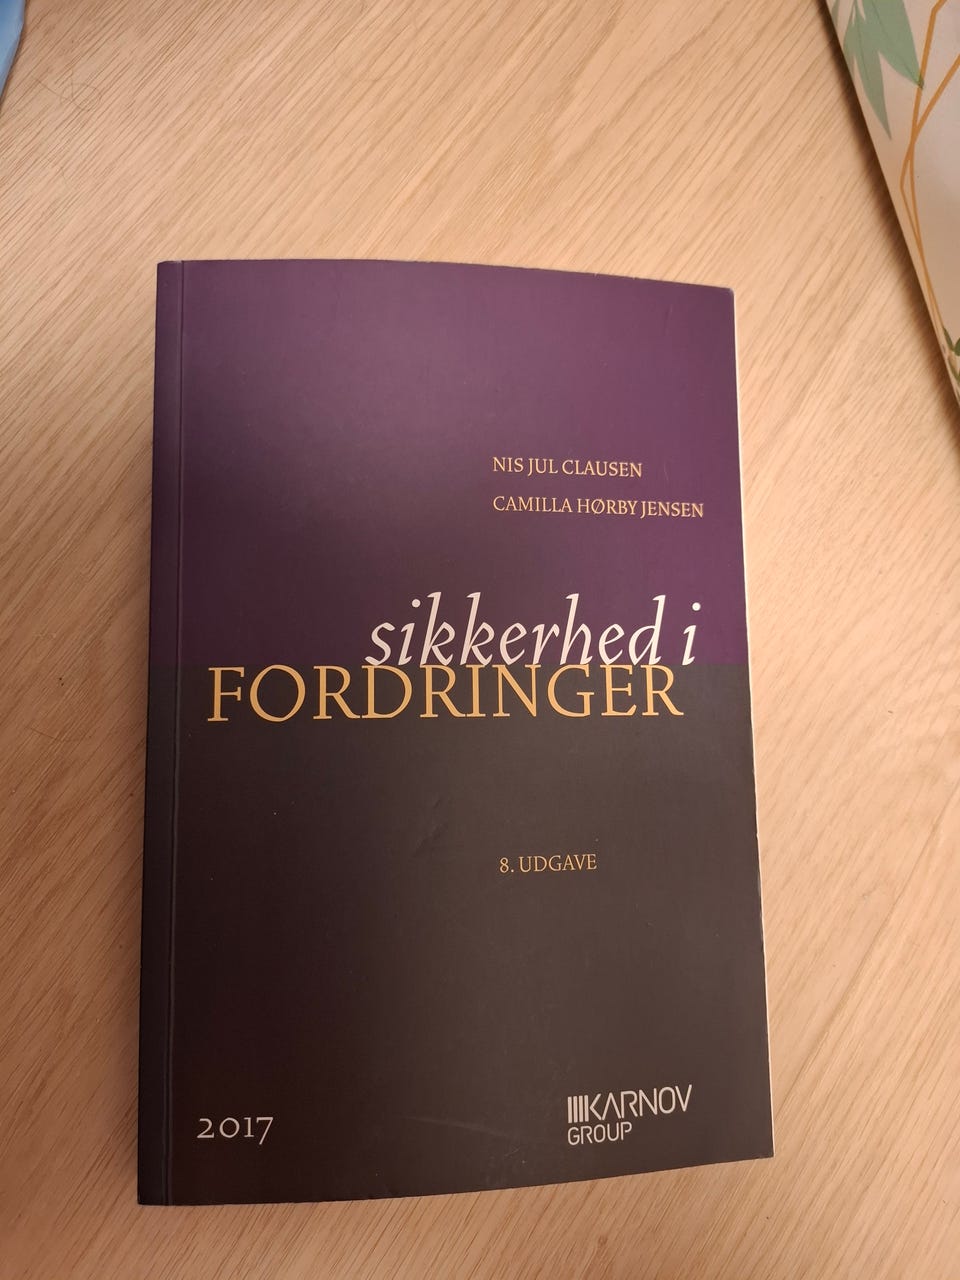 NIS JUL CLAUSEN
CAMILLA HØRBY JENSEN
sikkerhed i
FORDRINGER
8. UDGAVE
2017
KARNOV
GROUP